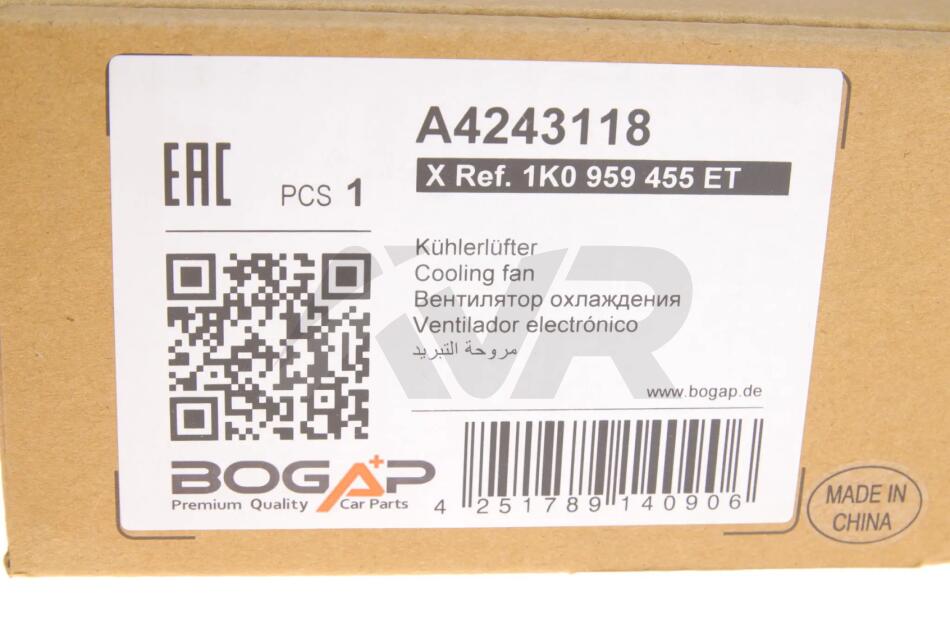 A4243118
X Ref. 1K0 959 455 ET
EAC
PCS 1
Kühlerlüfter
Cooling fan
Вентилятор охлаждения
Ventilador electrónico
مروحة التبريد
www.bogap.de
BOGAP
Premium Quality Car Parts
4 251789 140906
MADE IN
CHINA